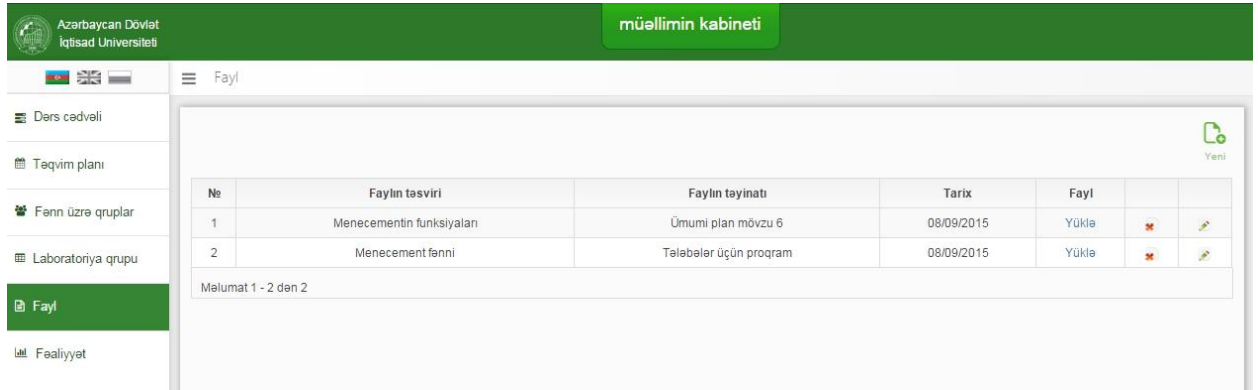 Azərbaycan Dövlət
İqtisad Universiteti
müəllimin kabineti
Fayl
Dərs cədvəli
Təqvim planı
Fənn üzrə qruplar
Laboratoriya qrupu
Fayl
Fəaliyyət
Yeni
№ Faylın təsviri Faylın təyinatı Tarix Fayl
1 Menecementin funksiyaları Ümumi plan mövzu 6 08/09/2015 Yüklə
2 Menecement fənni Tələbələr üçün proqram 08/09/2015 Yüklə
Məlumat 1 - 2 dən 2